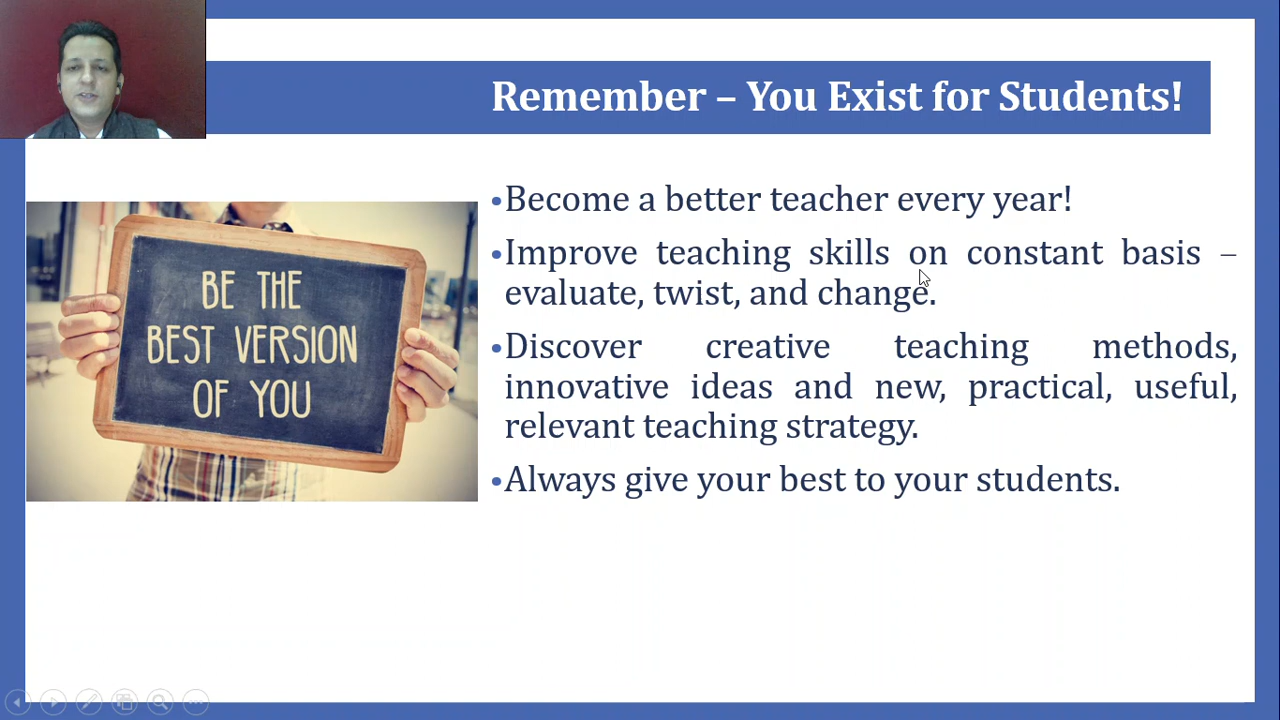 Remember – You Exist for Students!
BE THE
BEST VERSION
OF YOU
•Become a better teacher every year!
•Improve teaching skills on constant basis –
evaluate, twist, and change.
•Discover creative teaching methods,
innovative ideas and new, practical, useful,
relevant teaching strategy.
•Always give your best to your students.